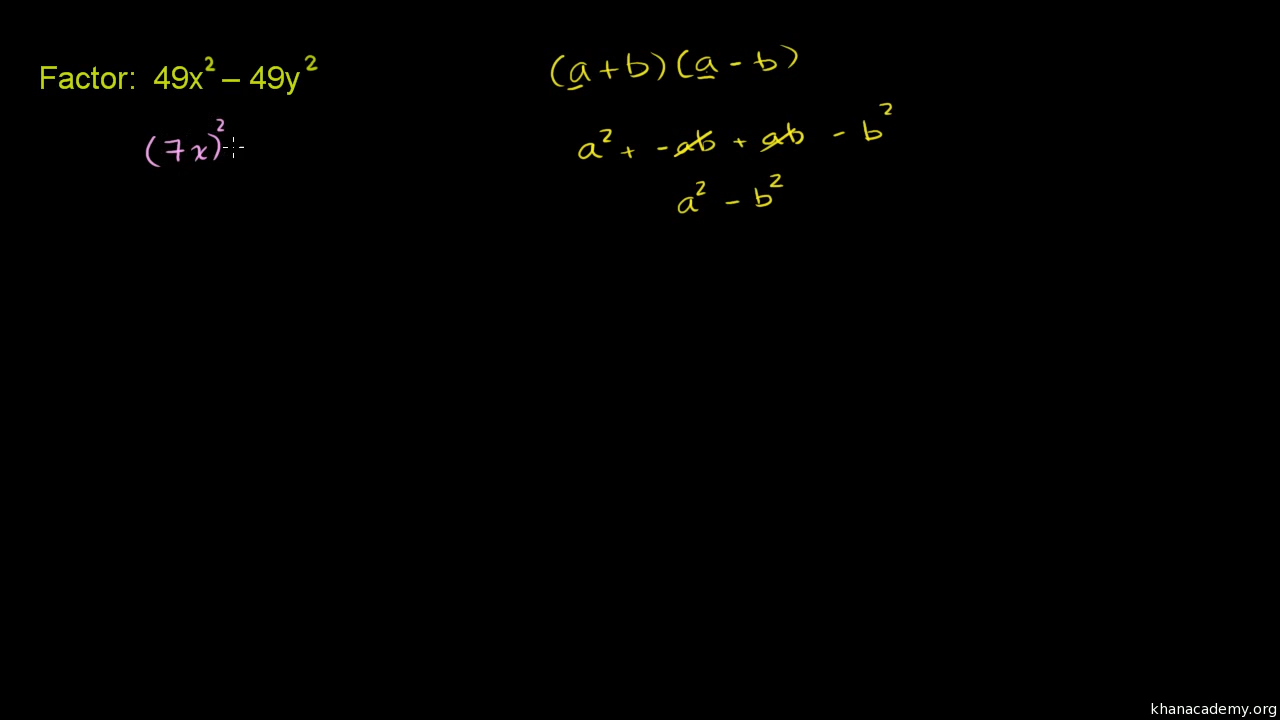 Factor: 49x² – 49y²
(a + b)(a - b)
(7x)²
a² + -ab + ab - b²
a² - b²
khanacademy.org